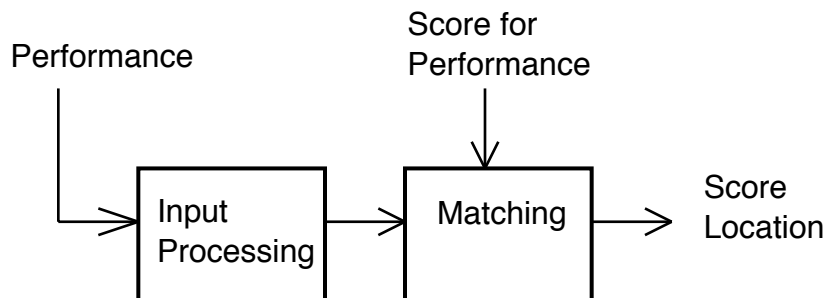 Performance
Score for
Performance
Input
Processing
Matching
Score
Location